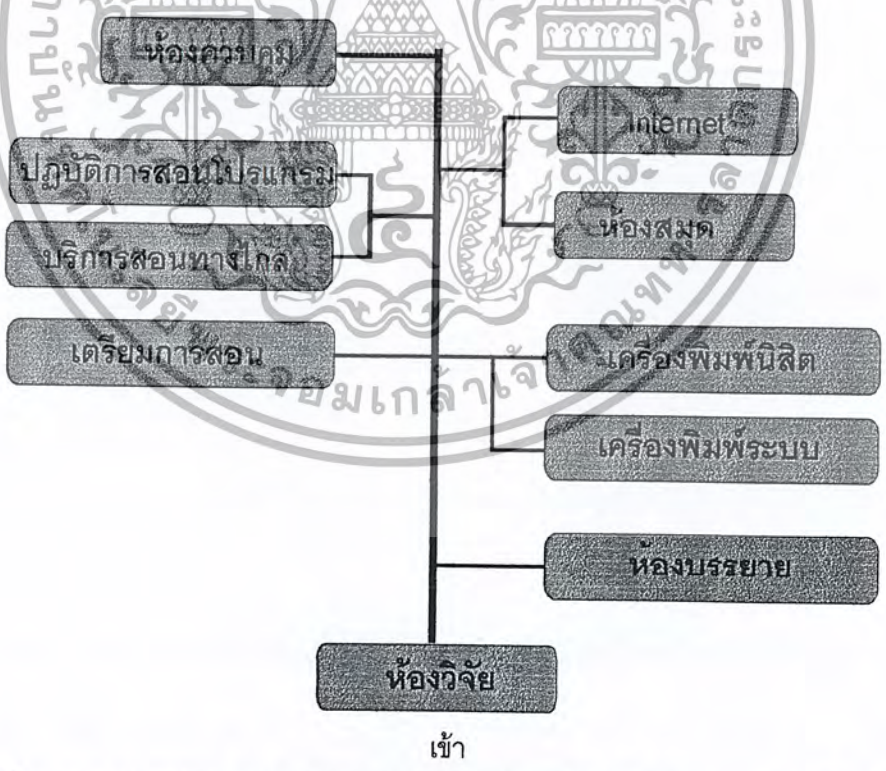 ห้องควบคุม
Internet
ปฏบัติการสอนโปรแกรม
ห้องสมุด
บริการสอนทางไกล
เตรียมการสอน
เครื่องพิมพ์นิสิต
เครื่องพิมพ์ระบบ
ห้องบรรยาย
ห้องวิจัย
เข้า